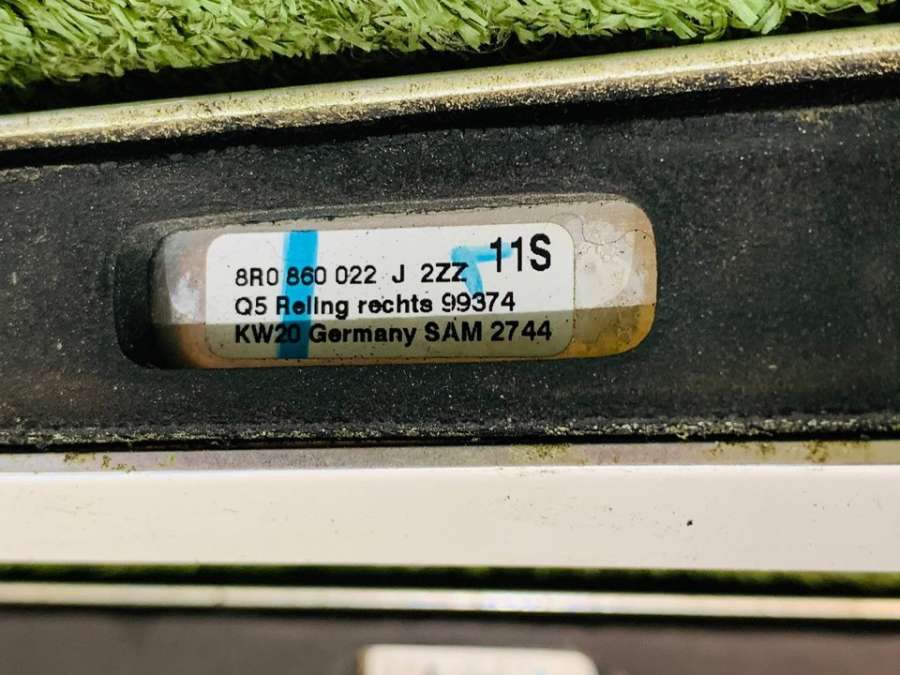 8R0 860 022 J 2ZZ 11S
Q5 Reling rechts 99374
KW20 Germany SAM 2744